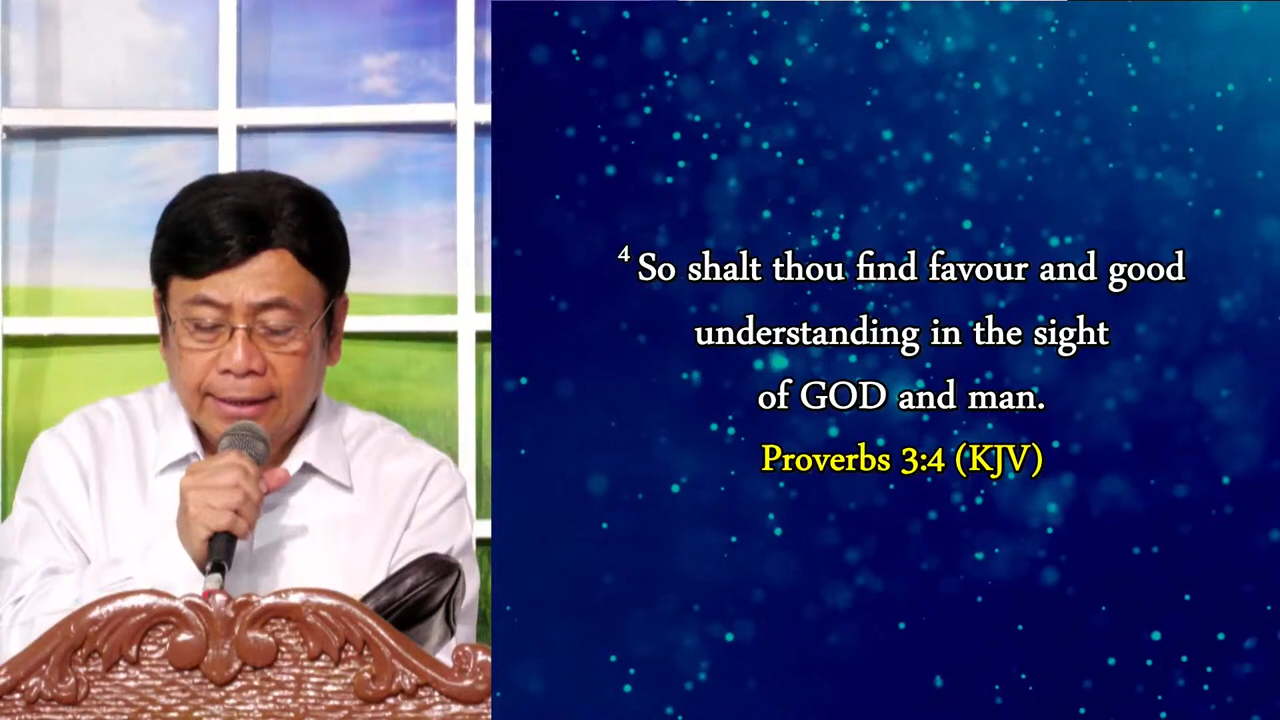 4 So shalt thou find favour and good
understanding in the sight
of GOD and man.
Proverbs 3:4 (KJV)